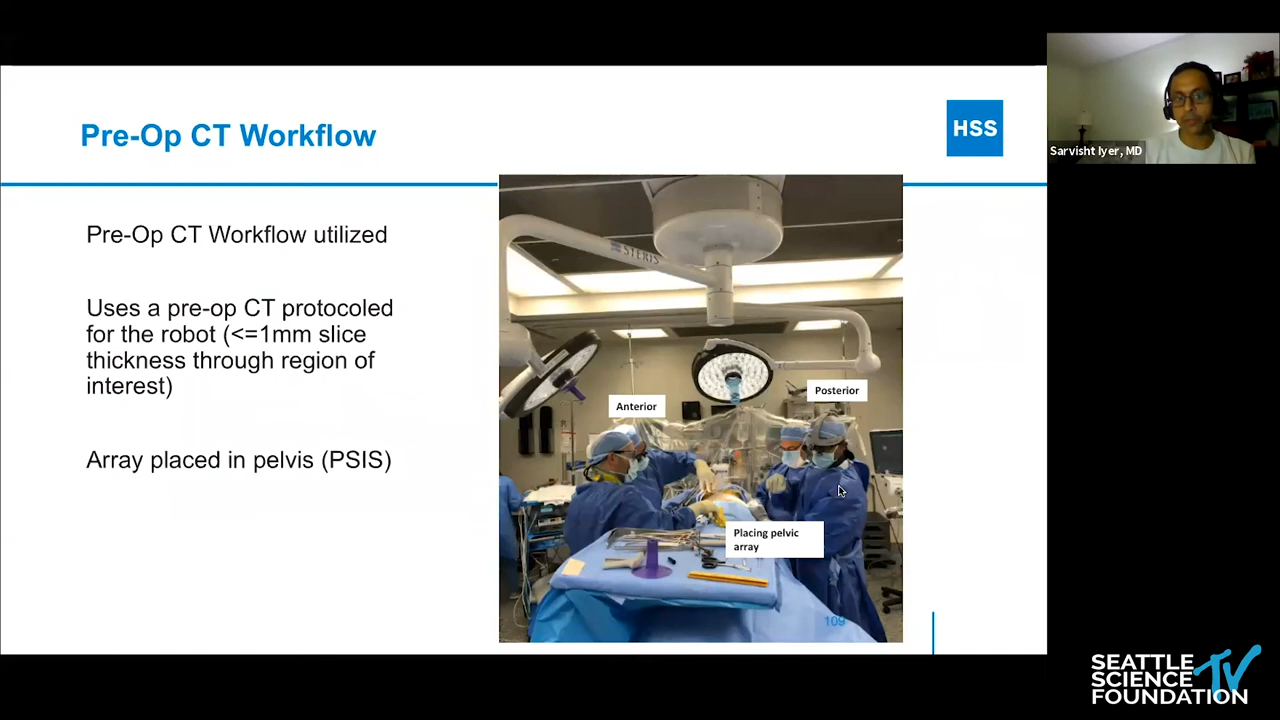 Pre-Op CT Workflow
HSS
Sarvisht Iyer, MD
Pre-Op CT Workflow utilized
Uses a pre-op CT protocoled
for the robot (<=1mm slice
thickness through region of
interest)
Array placed in pelvis (PSIS)
STERIS
Anterior
Posterior
Placing pelvic
array
109
SEATTLE
SCIENCE
FOUNDATION
TV